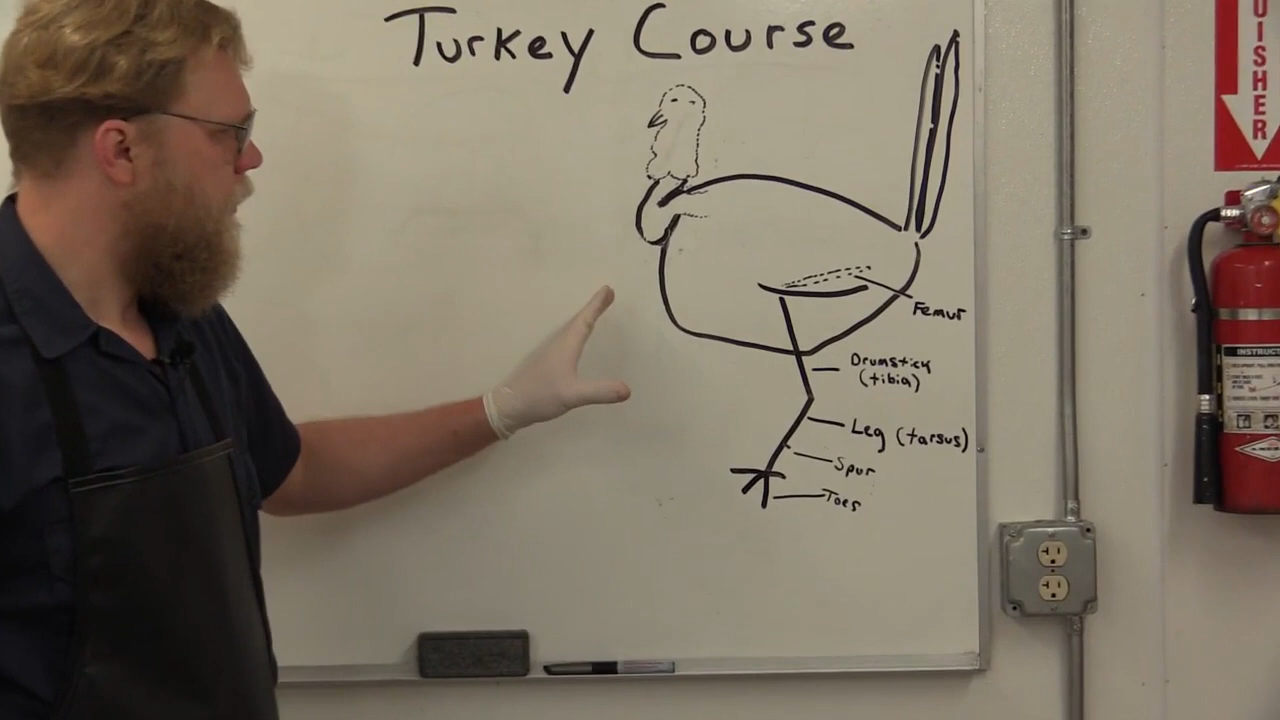 Turkey Course
Femur
Drumstick
(tibia)
Leg (tarsus)
Spur
Toes
UISHER
INSTRUCT